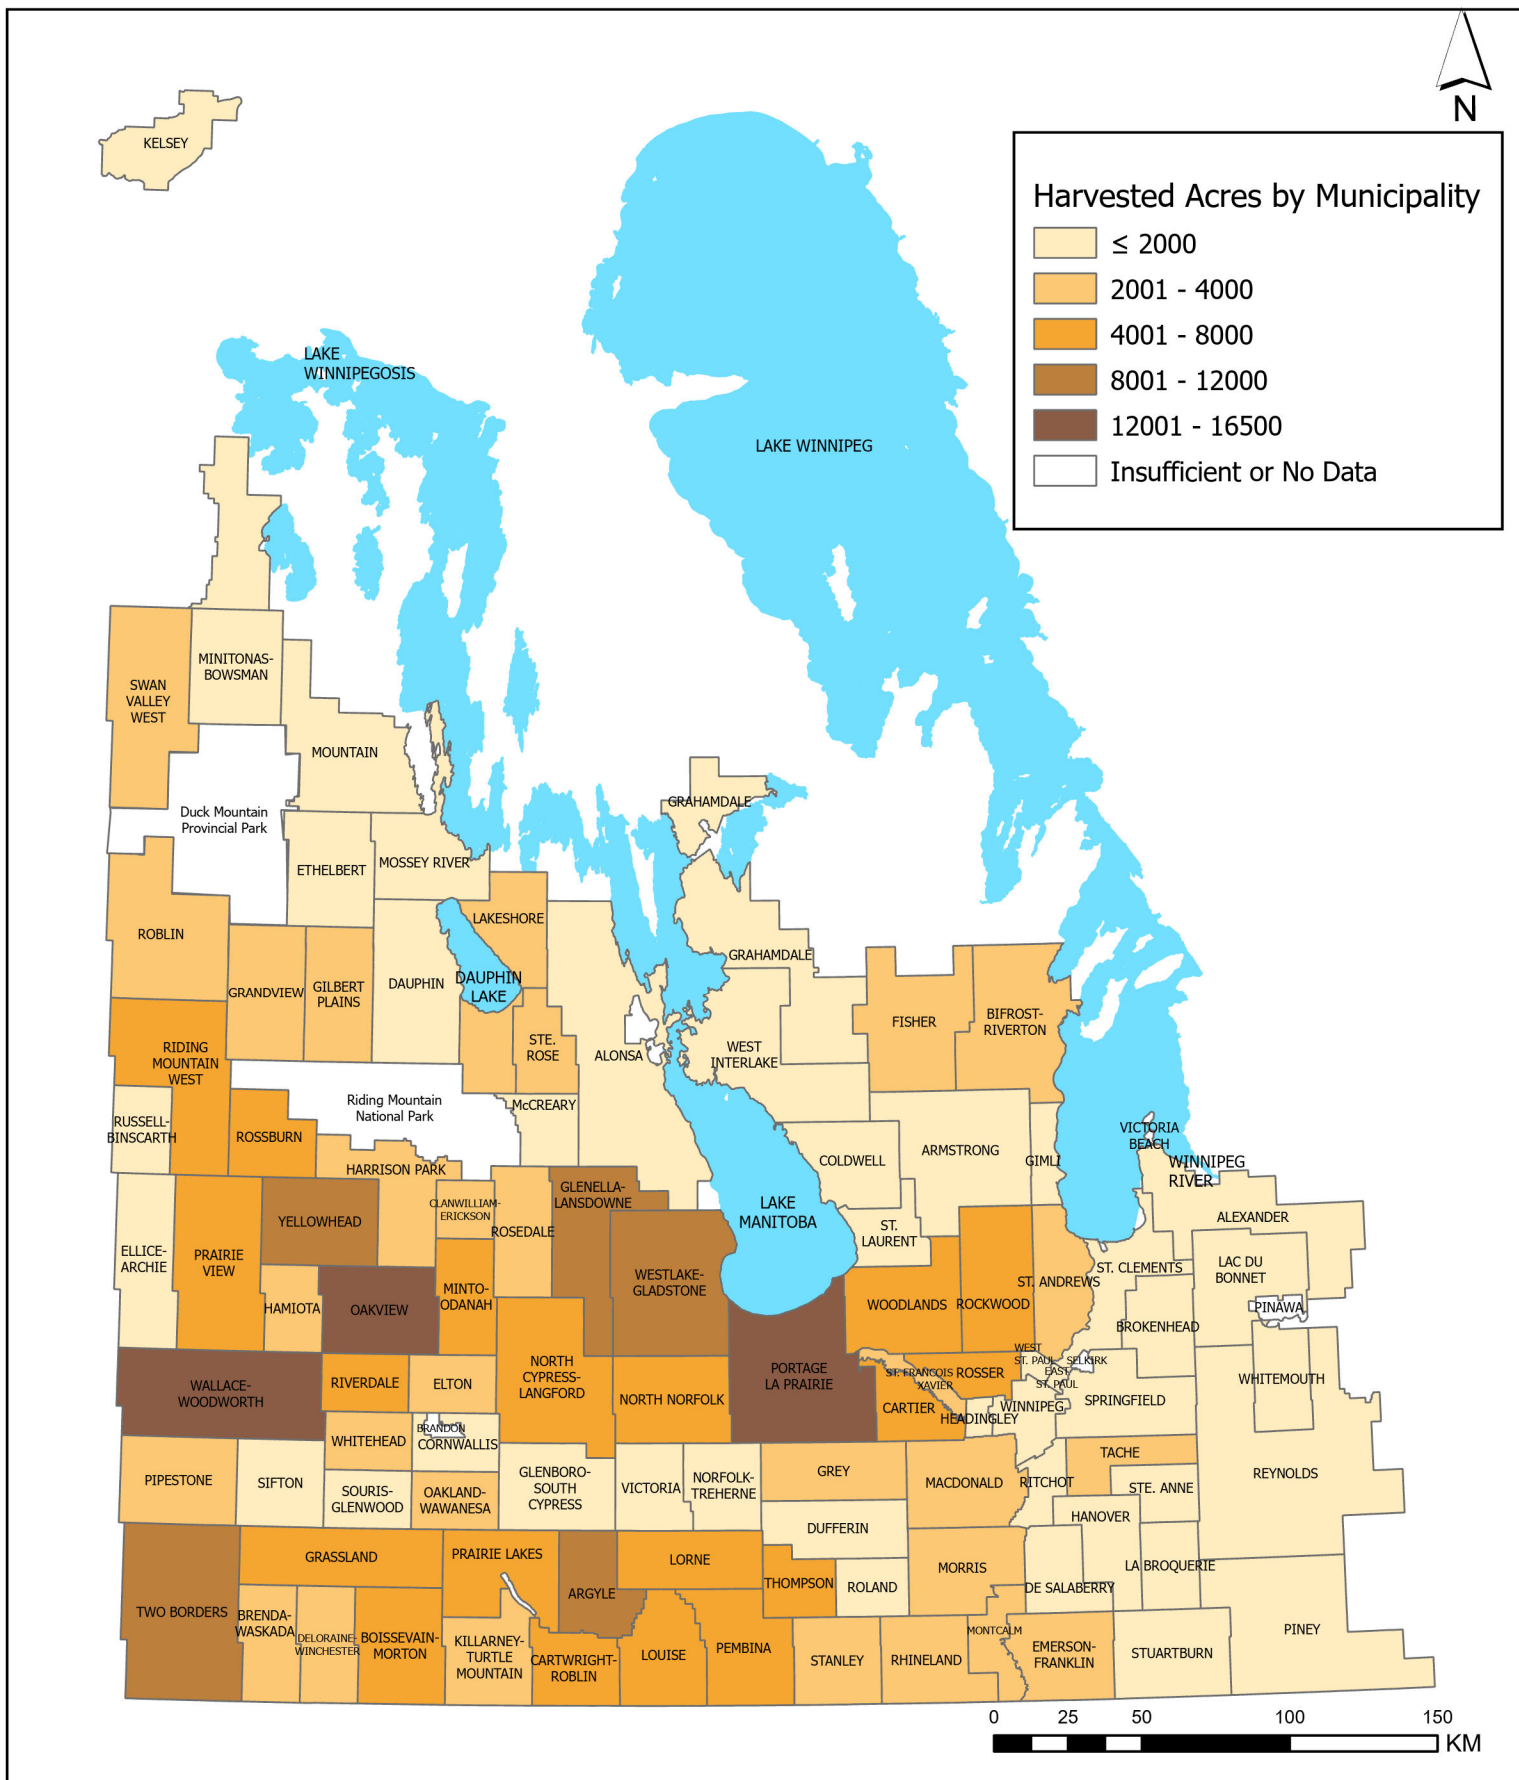 N
KELSEY
Harvested Acres by Municipality
≤ 2000
2001 - 4000
4001 - 8000
8001 - 12000
12001 - 16500
Insufficient or No Data
LAKE
WINNIPEGOSIS
LAKE WINNIPEG
MINITONAS-
BOWSMAN
SWAN
VALLEY
WEST
MOUNTAIN
GRAHAMDALE
Duck Mountain
Provincial Park
ETHELBERT
MOSSEY RIVER
LAKESHORE
ROBLIN
GRAHAMDALE
DAUPHIN
DAUPHIN
LAKE
GRANDVIEW
GILBERT
PLAINS
FISHER
BIFROST-
RIVERTON
STE.
ROSE
ALONSA
WEST
INTERLAKE
RIDING
MOUNTAIN
WEST
Riding Mountain
National Park
McCREARY
RUSSELL-
BINSCARTH
ROSSBURN
HARRISON PARK
VICTORIA
BEACH
ARMSTRONG
COLDWELL
GIMLI
WINNIPEG
RIVER
GLENELLA-
LANSDOWNE
CLANWILLIAM-
ERICKSON
ROSEDALE
LAKE
MANITOBA
ALEXANDER
YELLOWHEAD
ST.
LAURENT
ELLICE-
ARCHIE
PRAIRIE
VIEW
ST. CLEMENTS
LAC DU
BONNET
WESTLAKE-
GLADSTONE
ST. ANDREWS
MINTO-
ODANAH
HAMIOTA
OAKVIEW
WOODLANDS
ROCKWOOD
PINAWA
BROKENHEAD
WEST
ST. PAUL
SELKIRK
EAST
ST. PAUL
NORTH
CYPRESS-
LANGFORD
PORTAGE
LA PRAIRIE
ST. FRANCOIS
XAVIER
ROSSER
WHITEMOUTH
WALLACE-
WOODWORTH
RIVERDALE
ELTON
NORTH NORFOLK
CARTIER
HEADINGLEY
WINNIPEG
SPRINGFIELD
BRANDON
CORNWALLIS
WHITEHEAD
TACHE
PIPESTONE
SIFTON
SOURIS-
GLENWOOD
OAKLAND-
WAWANESA
GLENBORO-
SOUTH
CYPRESS
VICTORIA
NORFOLK-
TREHERNE
GREY
MACDONALD
RITCHOT
STE. ANNE
REYNOLDS
HANOVER
DUFFERIN
GRASSLAND
PRAIRIE LAKES
LORNE
MORRIS
LA BROQUERIE
THOMPSON
ROLAND
DE SALABERRY
ARGYLE
TWO BORDERS
BRENDA-
WASKADA
DELORAINE-
WINCHESTER
BOISSEVAIN-
MORTON
KILLARNEY-
TURTLE
MOUNTAIN
CARTWRIGHT-
ROBLIN
LOUISE
PEMBINA
STANLEY
RHINELAND
MONTCALM
EMERSON-
FRANKLIN
STUARTBURN
PINEY
0 25 50 100 150
KM